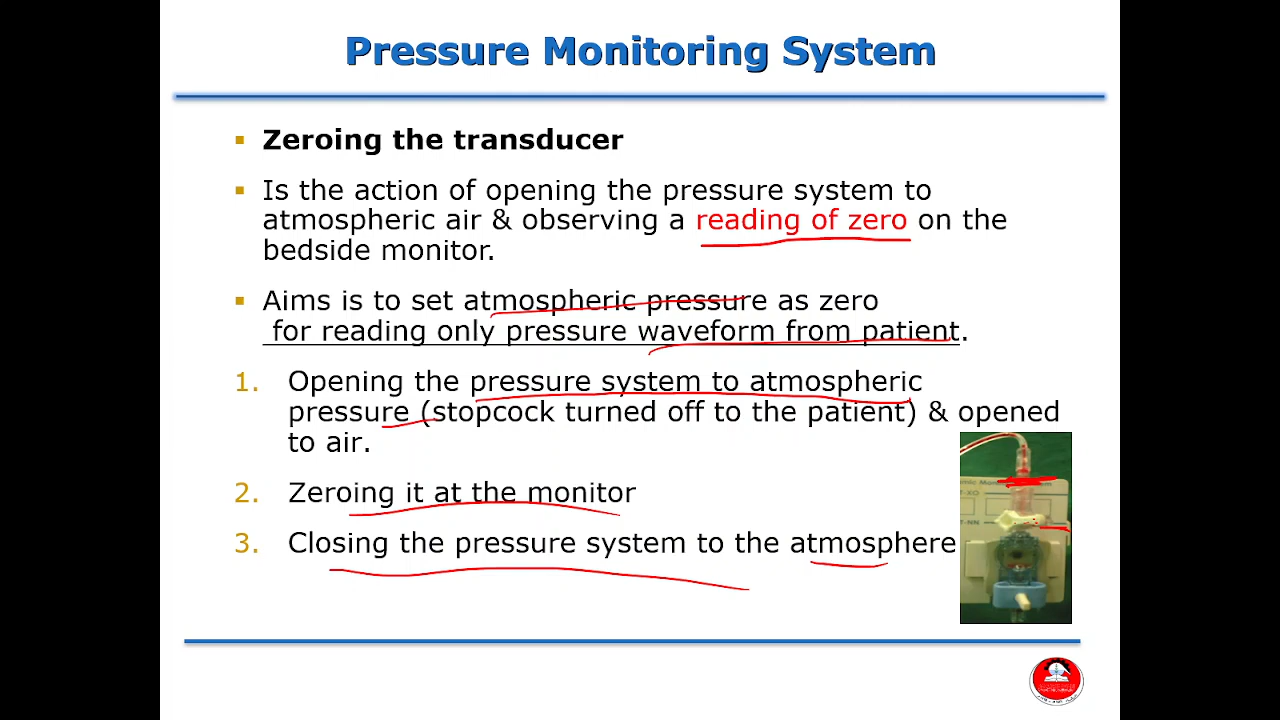 Pressure Monitoring System
▪ Zeroing the transducer
▪ Is the action of opening the pressure system to
atmospheric air & observing a reading of zero on the
bedside monitor.
▪ Aims is to set atmospheric pressure as zero
for reading only pressure waveform from patient.
1. Opening the pressure system to atmospheric
pressure (stopcock turned off to the patient) & opened
to air.
2. Zeroing it at the monitor
3. Closing the pressure system to the atmosphere